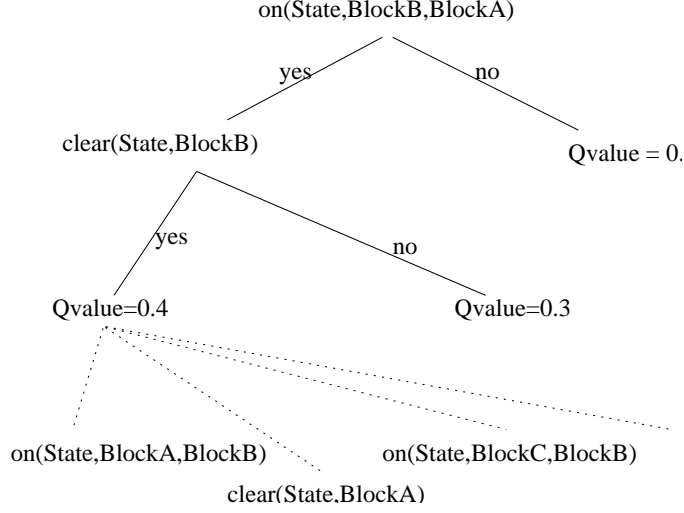 on(State,BlockB,BlockA)
yes
no
clear(State,BlockB)
Qvalue = 0.
yes
no
Qvalue=0.4
Qvalue=0.3
on(State,BlockA,BlockB)
on(State,BlockC,BlockB)
clear(State,BlockA)